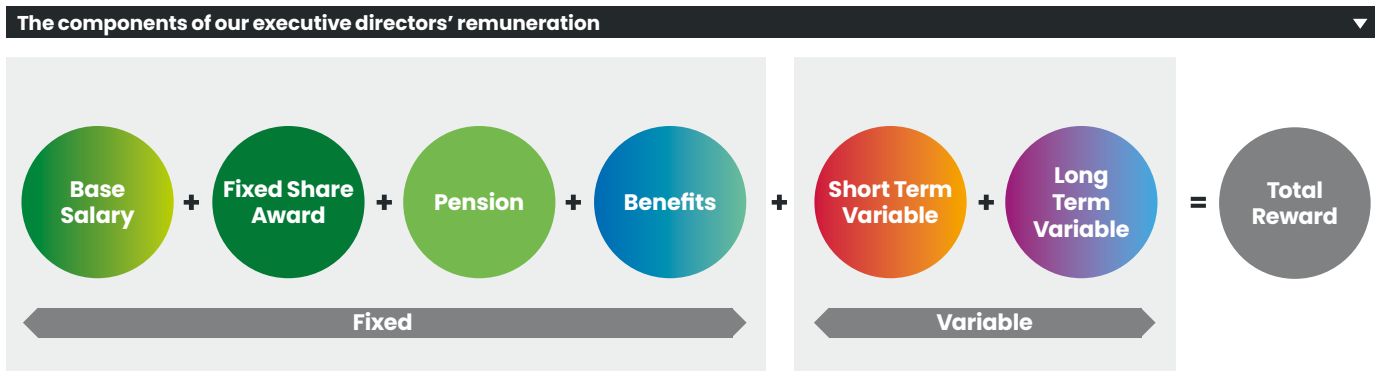 The components of our executive directors’ remuneration
Base
Salary
+
Fixed Share
Award
+
Pension
+
Benefits
+
Short Term
Variable
+
Long
Term
Variable
=
Total
Reward
Fixed
Variable